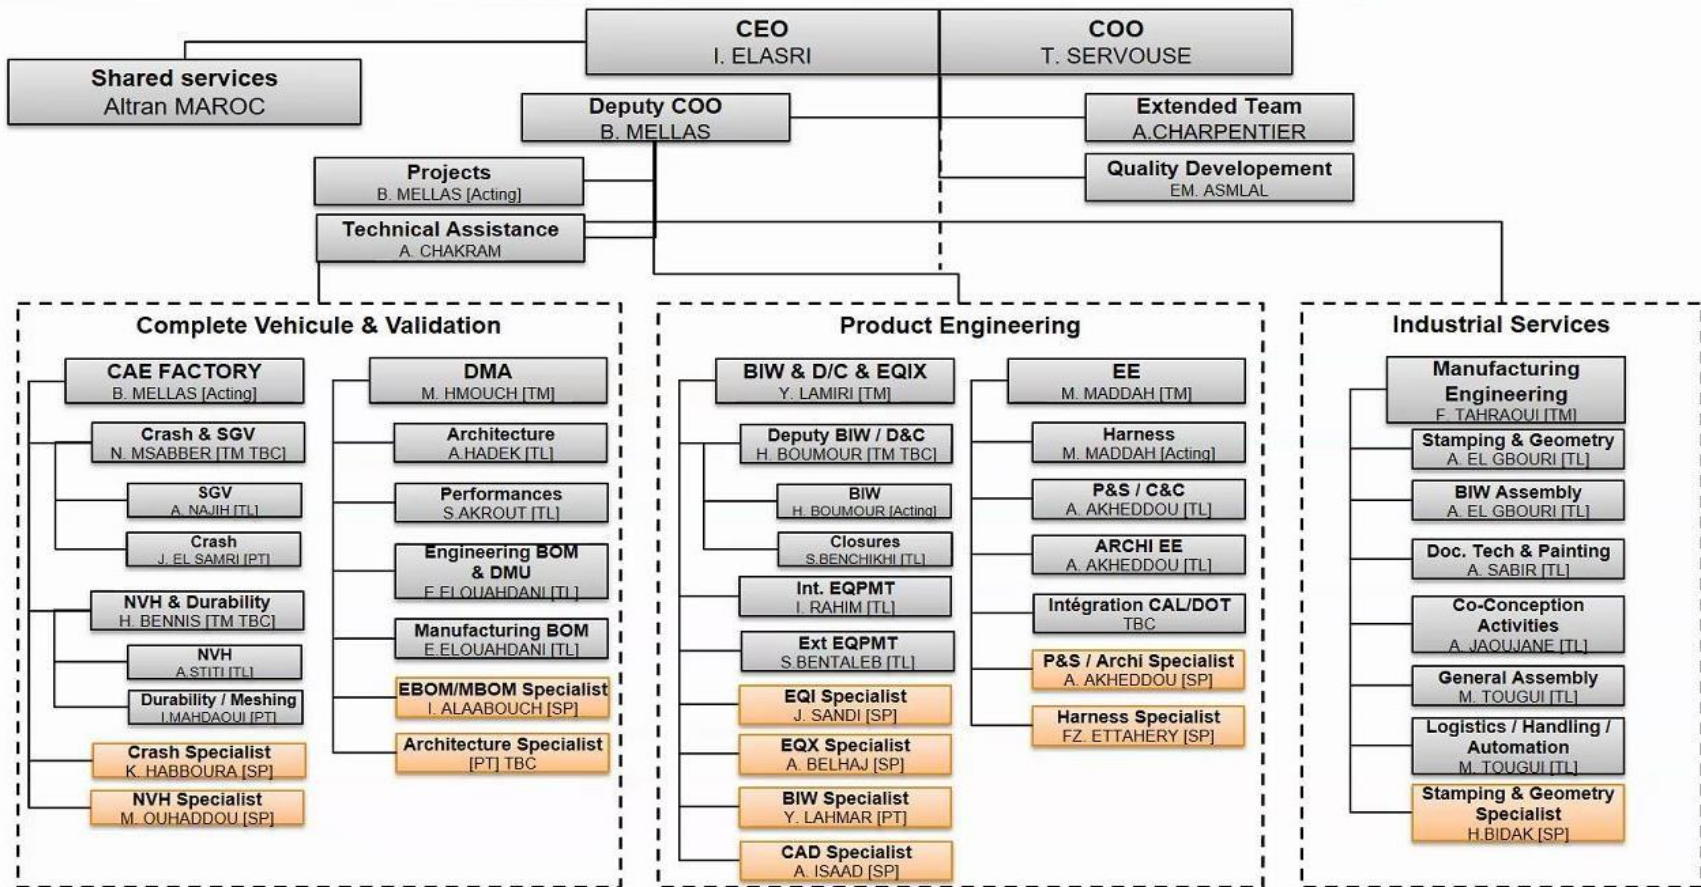 CEO
I. ELASRI
COO
T. SERVOUSE
Shared services
Altran MAROC
Deputy COO
B. MELLAS
Extended Team
A.CHARPENTIER
Projects
B. MELLAS [Acting]
Quality Developement
EM. ASMLAL
Technical Assistance
A. CHAKRAM
Complete Vehicule & Validation
CAE FACTORY
B. MELLAS [Acting]
Crash & SGV
N. MSABBER [TM TBC]
SGV
A. NAJIH [TL]
Crash
J. EL SAMRI [PT]
NVH & Durability
H. BENNIS [TM TBC]
NVH
A.STITI [TL]
Durability / Meshing
I.MAHDAOUI [PT]
Crash Specialist
K. HABBOURA [SP]
NVH Specialist
M. OUHADDOU [SP]
DMA
M. HMOUCH [TM]
Architecture
A.HADEK [TL]
Performances
S.AKROUT [TL]
Engineering BOM
& DMU
E.ELOUAHDANI [TL]
Manufacturing BOM
E.ELOUAHDANI [TL]
EBOM/MBOM Specialist
I. ALAABOUCH [SP]
Architecture Specialist
[PT] TBC
Product Engineering
BIW & D/C & EQIX
Y. LAMIRI [TM]
Deputy BIW / D&C
H. BOUMOUR [TM TBC]
BIW
H. BOUMOUR [Acting]
Closures
S.BENCHIKHI [TL]
Int. EQPMT
I. RAHIM [TL]
Ext EQPMT
S.BENTALEB [TL]
EQI Specialist
J. SANDI [SP]
EQX Specialist
A. BELHAJ [SP]
BIW Specialist
Y. LAHMAR [PT]
CAD Specialist
A. ISAAD [SP]
EE
M. MADDAH [TM]
Harness
M. MADDAH [Acting]
P&S / C&C
A. AKHEDDOU [TL]
ARCHI EE
A. AKHEDDOU [TL]
Intégration CAL/DOT
TBC
P&S / Archi Specialist
A. AKHEDDOU [SP]
Harness Specialist
FZ. ETTAHERY [SP]
Industrial Services
Manufacturing
Engineering
F. TAHRAOUI [TM]
Stamping & Geometry
A. EL GBOURI [TL]
BIW Assembly
A. EL GBOURI [TL]
Doc. Tech & Painting
A. SABIR [TL]
Co-Conception
Activities
A. JAOUJANE [TL]
General Assembly
M. TOUGUI [TL]
Logistics / Handling /
Automation
M. TOUGUI [TL]
Stamping & Geometry
Specialist
H.BIDAK [SP]